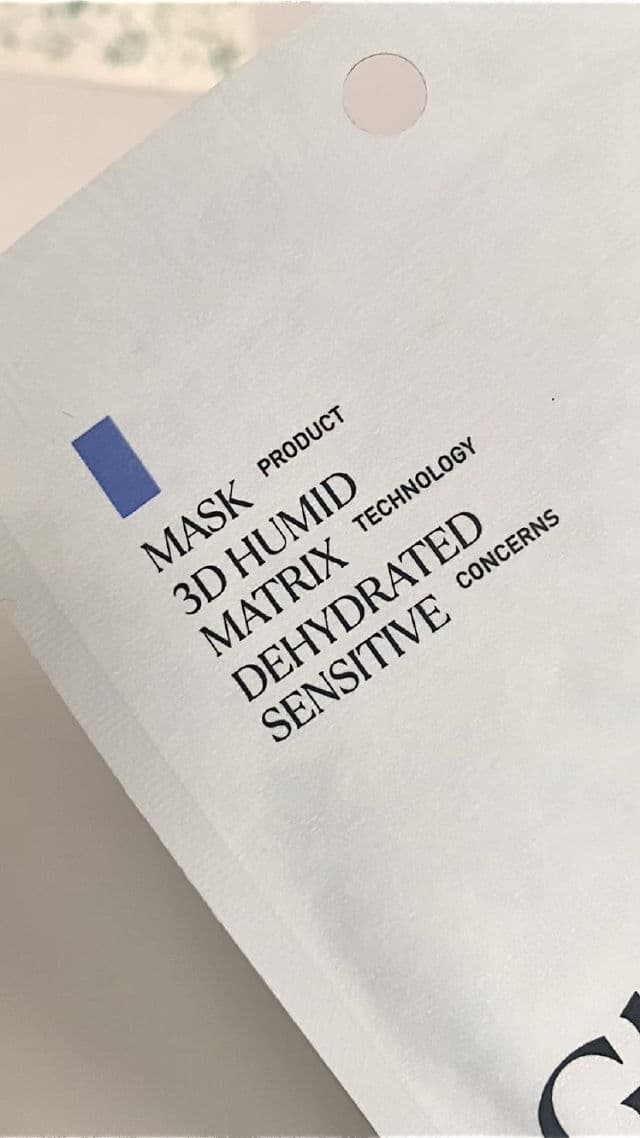 MASK PRODUCT
3D HUMID
MATRIX TECHNOLOGY
DEHYDRATED
SENSITIVE CONCERNS